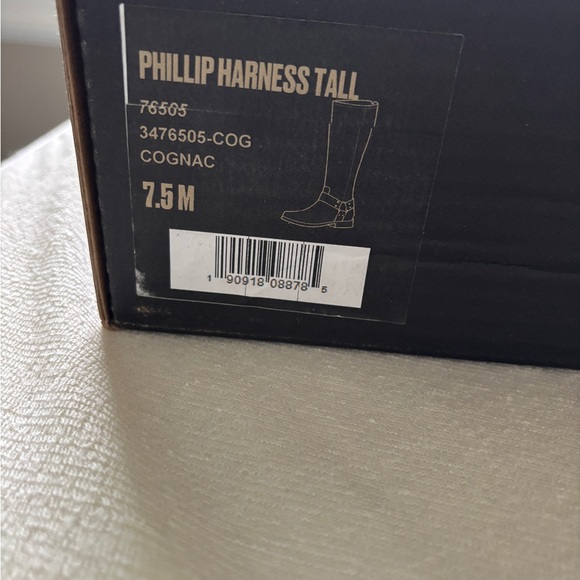 PHILLIP HARNESS TALL
76505
3476505-COG
COGNAC
7.5 M
1 90918 08878 5